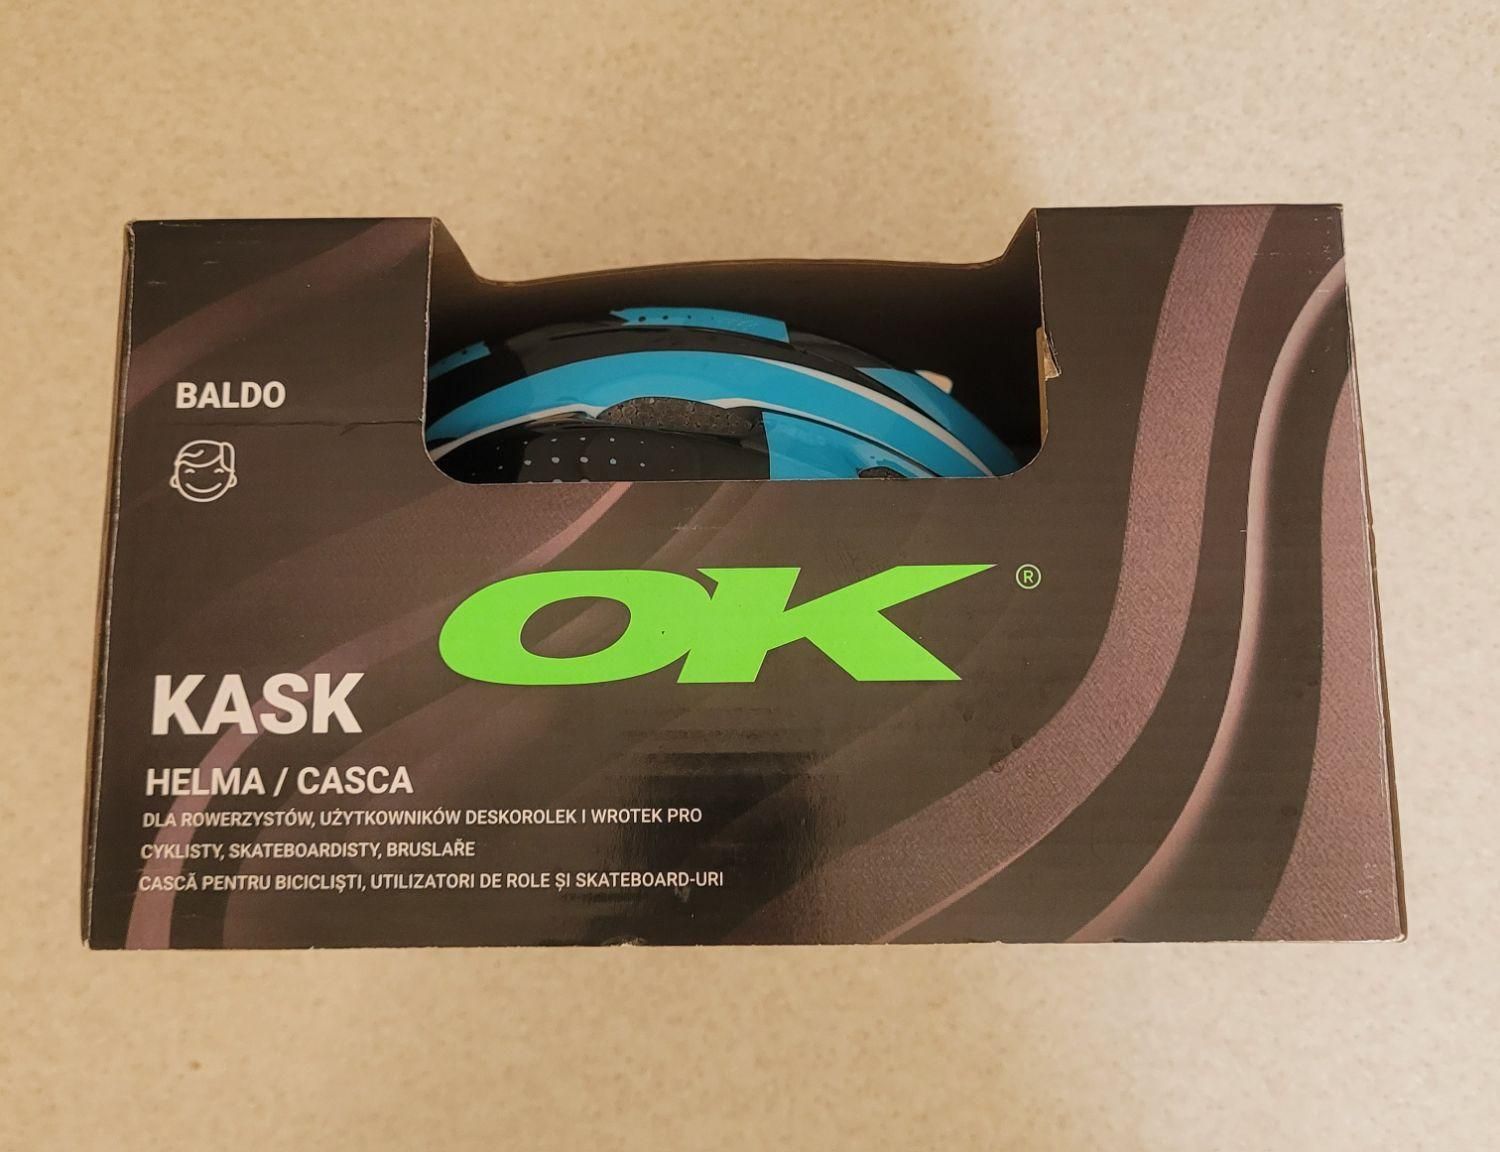 BALDO
OK ®
KASK
HELMA / CASCA
DLA ROWERZYSTÓW, UŻYTKOWNIKÓW DESKOROLEK I WROTEK PRO
CYKLISTY, SKATEBOARDISTY, BRUSLAŘE
CASCĂ PENTRU BICICLIȘTI, UTILIZATORI DE ROLE ȘI SKATEBOARD-URI